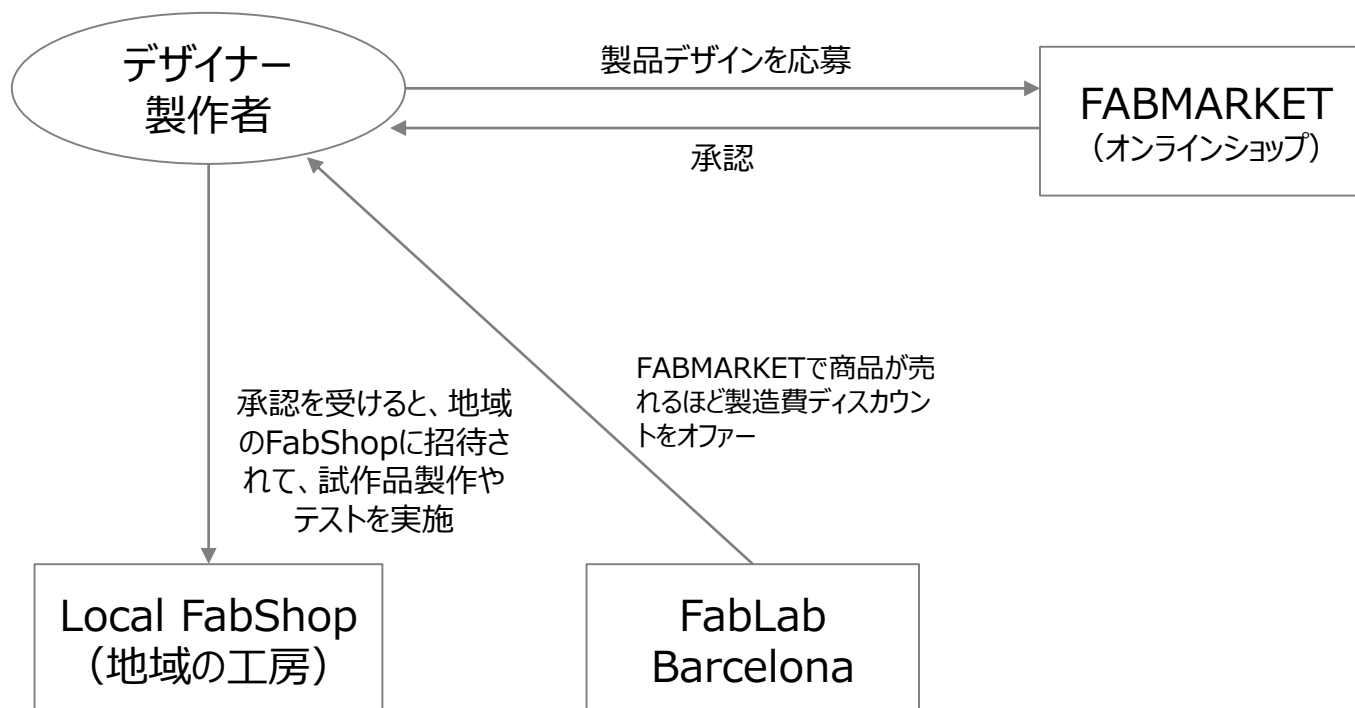 デザイナー
製作者
製品デザインを応募
FABMARKET
（オンラインショップ）
承認
FABMARKETで商品が売
れるほど製造費ディスカウン
トをオファー
承認を受けると、地域
のFabShopに招待さ
れて、試作品製作や
テストを実施
Local FabShop
（地域の工房）
FabLab
Barcelona